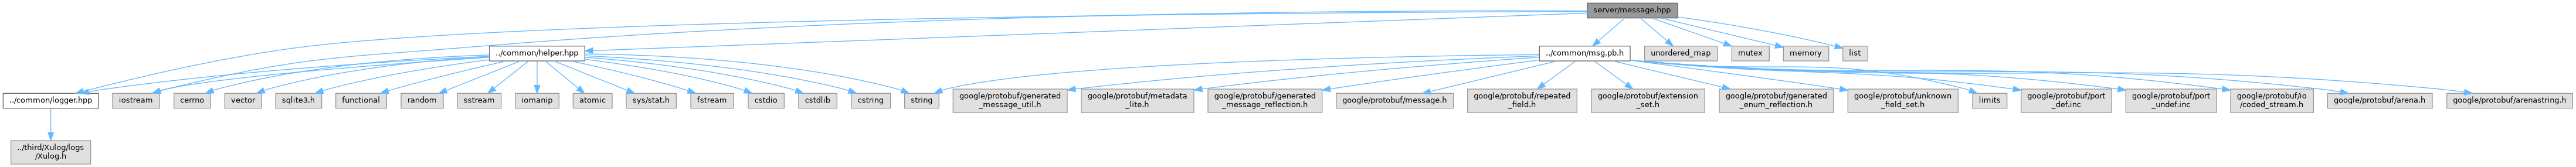 server/message.hpp
../common/helper.hpp
../common/msg.pb.h
unordered_map
mutex
memory
list
../common/logger.hpp
iostream
cerrno
vector
sqlite3.h
functional
random
sstream
iomanip
atomic
sys/stat.h
fstream
cstdio
cstdlib
cstring
string
google/protobuf/generated
_message_util.h
google/protobuf/metadata
_lite.h
google/protobuf/generated
_message_reflection.h
google/protobuf/message.h
google/protobuf/repeated
_field.h
google/protobuf/extension
_set.h
google/protobuf/generated
_enum_reflection.h
google/protobuf/unknown
_field_set.h
limits
google/protobuf/port
_def.inc
google/protobuf/port
_undef.inc
google/protobuf/io
/coded_stream.h
google/protobuf/arena.h
google/protobuf/arenastring.h
../third/Xulog/logs
/Xulog.h